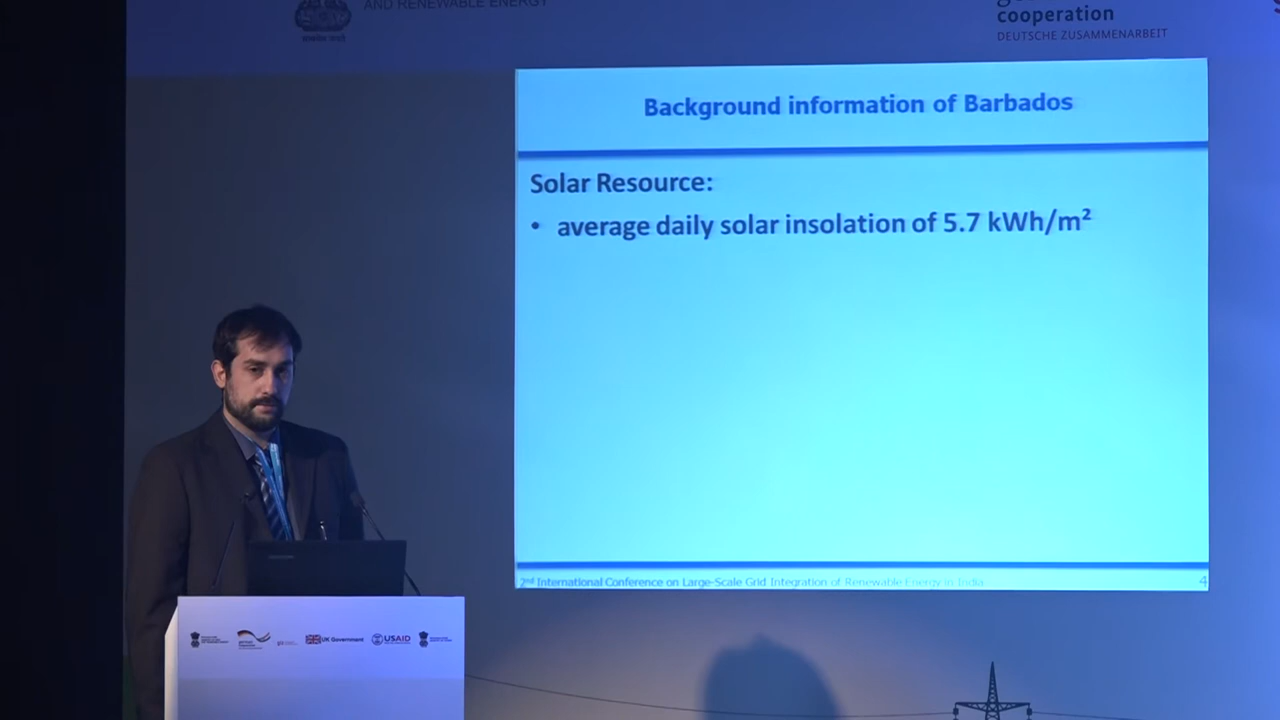 AND RENEWABLE ENERGY
cooperation
DEUTSCHE ZUSAMMENARBEIT
Background information of Barbados
Solar Resource:
• average daily solar insolation of 5.7 kWh/m²
2nd International Conference on Large-Scale Grid Integration of Renewable Energy in India
4
UK Government
USAID